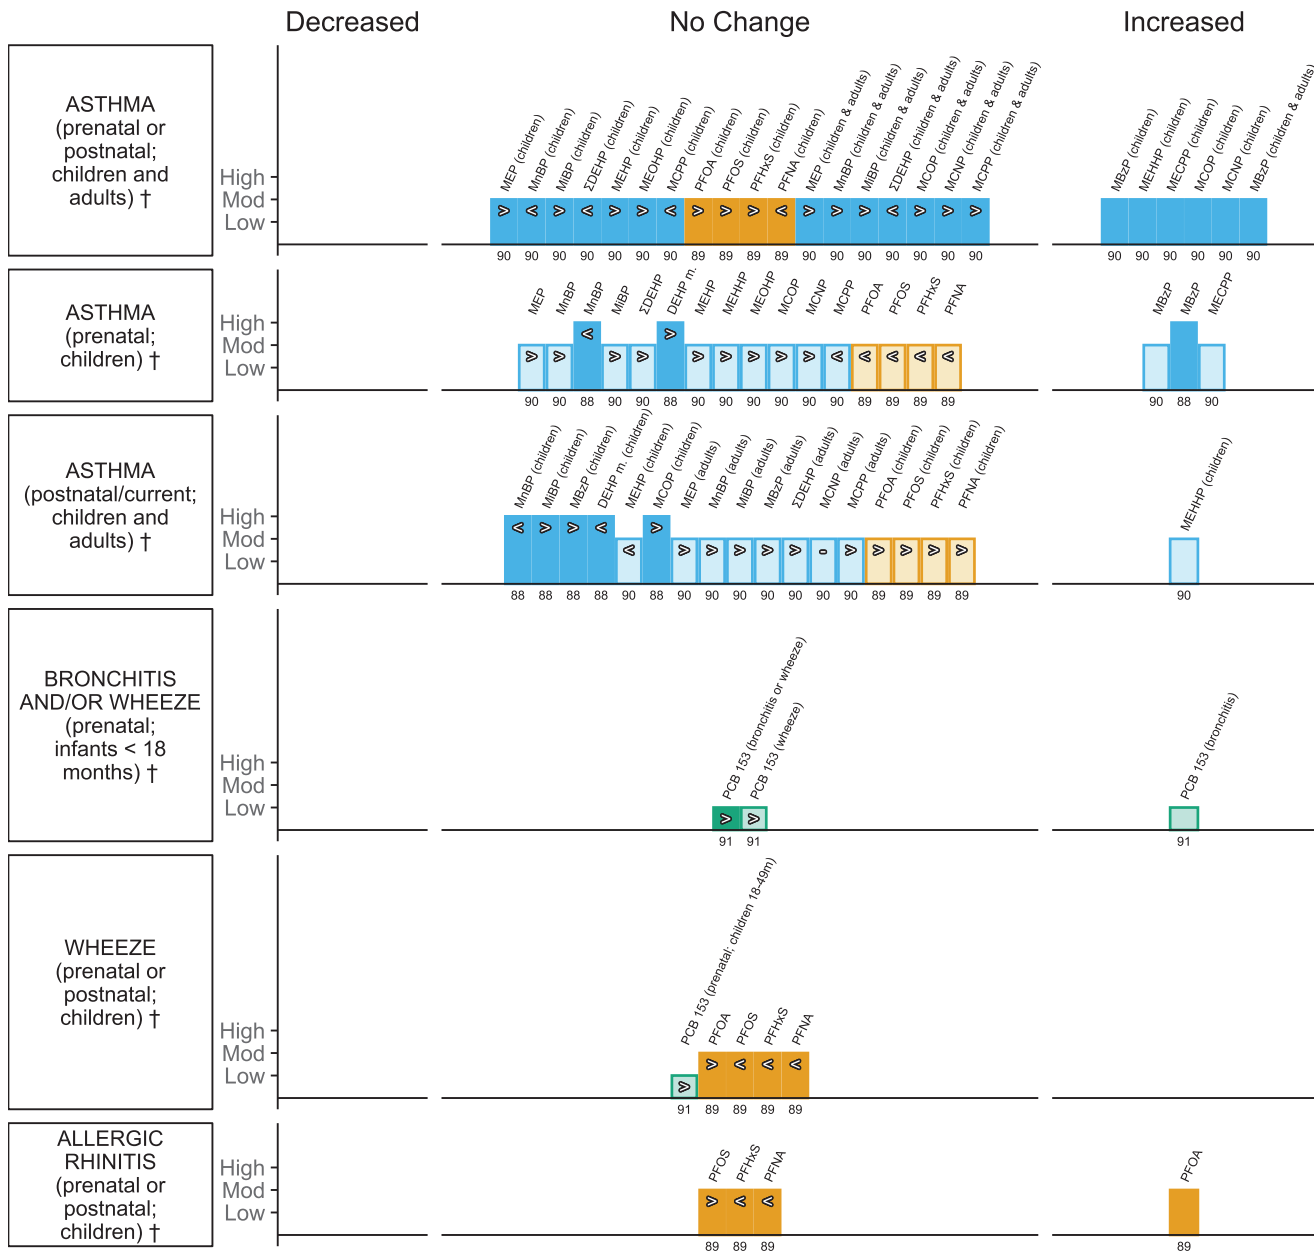 Decreased
No Change
Increased
ASTHMA
(prenatal or
postnatal;
children and
adults) †
High
Mod
Low
MEP (children)
MnBP (children)
MiBP (children)
ΣDEHP (children)
MEHP (children)
MEOHP (children)
MCPP (children)
PFOA (children)
PFOS (children)
PFHxS (children)
PFNA (children)
MEP (children & adults)
MnBP (children & adults)
MiBP (children & adults)
ΣDEHP (children & adults)
MCOP (children & adults)
MCNP (children & adults)
MCPP (children & adults)
90 90 90 90 90 90 90 89 89 89 89 90 90 90 90 90 90 90
MBzP (children)
MEHHP (children)
MECPP (children)
MCOP (children)
MCNP (children)
MBzP (children & adults)
90 90 90 90 90 90
ASTHMA
(prenatal;
children) †
High
Mod
Low
MEP
MnBP
MnBP
MiBP
ΣDEHP
DEHP m.
MEHP
MEHHP
MEOHP
MCOP
MCNP
MCPP
PFOA
PFOS
PFHxS
PFNA
90 90 88 90 90 88 90 90 90 90 90 90 89 89 89 89
MBzP
MBzP
MECPP
90 88 90
ASTHMA
(postnatal/current;
children and
adults) †
High
Mod
Low
MnBP (children)
MiBP (children)
MBzP (children)
DEHP m. (children)
MEHP (children)
MCOP (children)
MEP (adults)
MnBP (adults)
MiBP (adults)
MBzP (adults)
ΣDEHP (adults)
MCNP (adults)
MCPP (adults)
PFOA (children)
PFOS (children)
PFHxS (children)
PFNA (children)
88 88 88 88 90 88 90 90 90 90 90 90 90 89 89 89 89
MEHHP (children)
90
BRONCHITIS
AND/OR WHEEZE
(prenatal;
infants < 18
months) †
High
Mod
Low
PCB 153 (bronchitis or wheeze)
PCB 153 (wheeze)
91 91
PCB 153 (bronchitis)
91
WHEEZE
(prenatal or
postnatal;
children) †
High
Mod
Low
PCB 153 (prenatal; children 18-49m)
PFOA
PFOS
PFHxS
PFNA
91 89 89 89 89
ALLERGIC
RHINITIS
(prenatal or
postnatal;
children) †
High
Mod
Low
PFOS
PFHxS
PFNA
89 89 89
PFOA
89